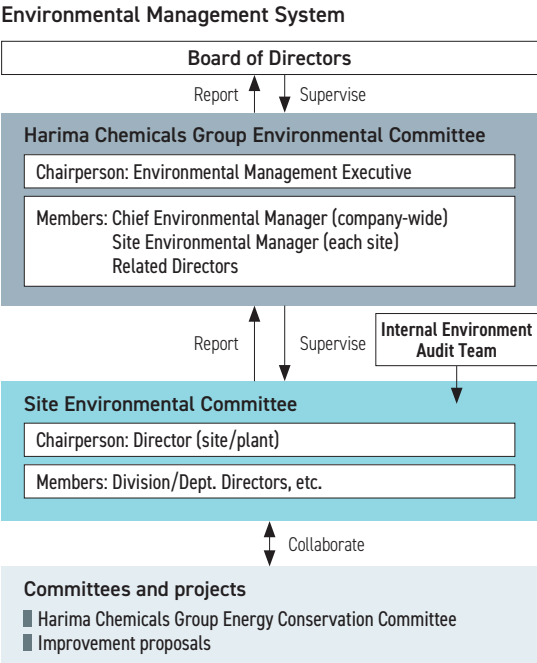 Environmental Management System
Board of Directors
Report
Supervise
Harima Chemicals Group Environmental Committee
Chairperson: Environmental Management Executive
Members: Chief Environmental Manager (company-wide)
Site Environmental Manager (each site)
Related Directors
Report
Supervise
Internal Environment
Audit Team
Site Environmental Committee
Chairperson: Director (site/plant)
Members: Division/Dept. Directors, etc.
Collaborate
Committees and projects
Harima Chemicals Group Energy Conservation Committee
Improvement proposals